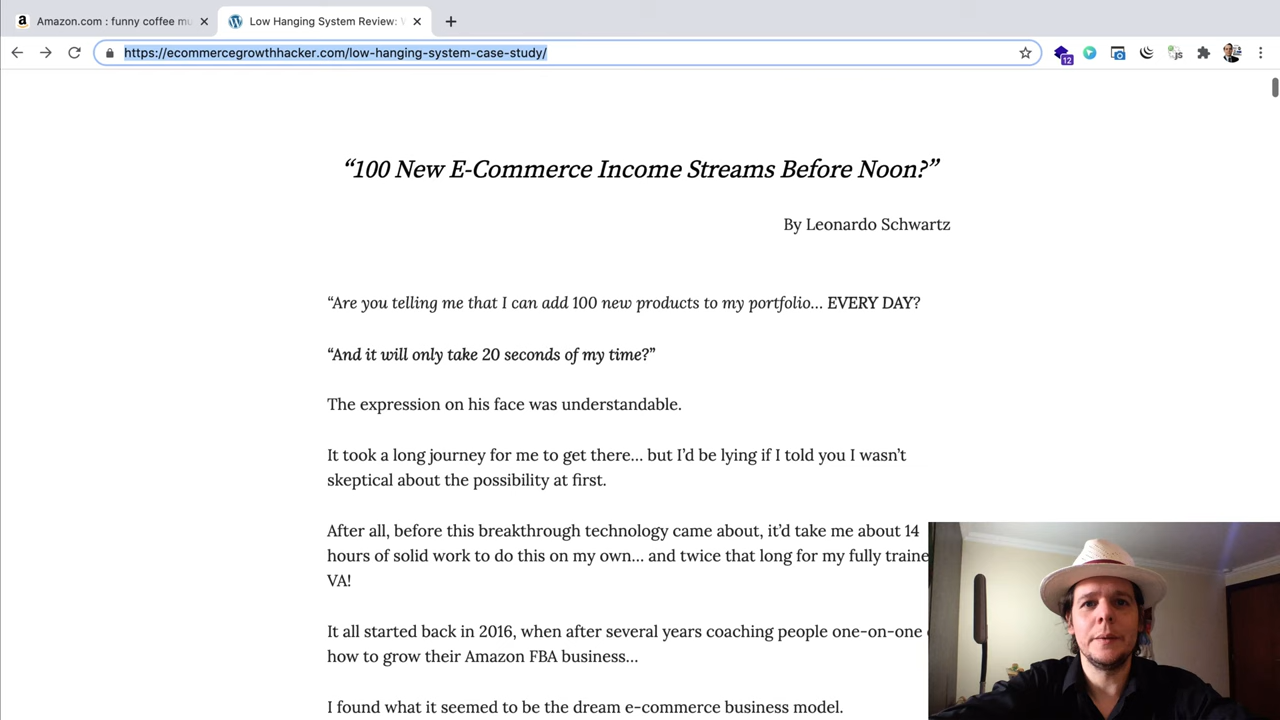 Amazon.com : funny coffee mu
Low Hanging System Review: W
https://ecommercegrowthhacker.com/low-hanging-system-case-study/
12
JS
“100 New E-Commerce Income Streams Before Noon?”
By Leonardo Schwartz
“Are you telling me that I can add 100 new products to my portfolio… EVERY DAY?
“And it will only take 20 seconds of my time?”
The expression on his face was understandable.
It took a long journey for me to get there… but I’d be lying if I told you I wasn’t
skeptical about the possibility at first.
After all, before this breakthrough technology came about, it’d take me about 14
hours of solid work to do this on my own… and twice that long for my fully traine
VA!
It all started back in 2016, when after several years coaching people one-on-one
how to grow their Amazon FBA business…
I found what it seemed to be the dream e-commerce business model.